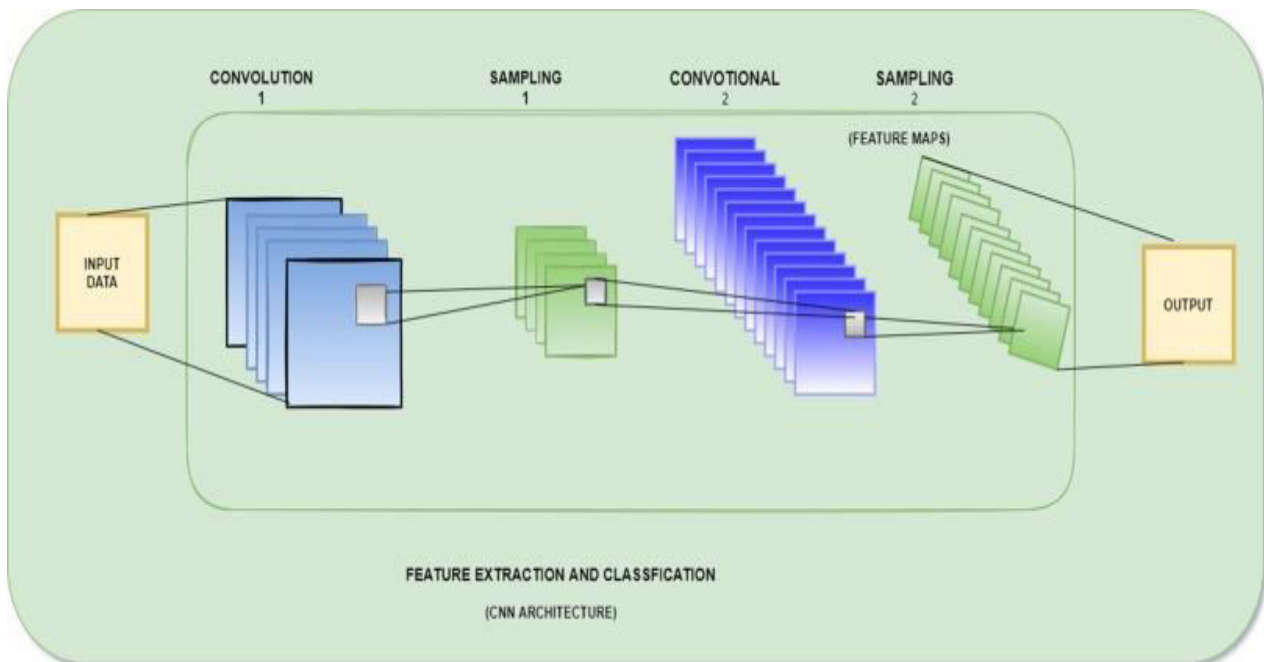 CONVOLUTION
1
SAMPLING
1
CONVOTIONAL
2
SAMPLING
2
(FEATURE MAPS)
INPUT
DATA
OUTPUT
FEATURE EXTRACTION AND CLASSFICATION
(CNN ARCHITECTURE)